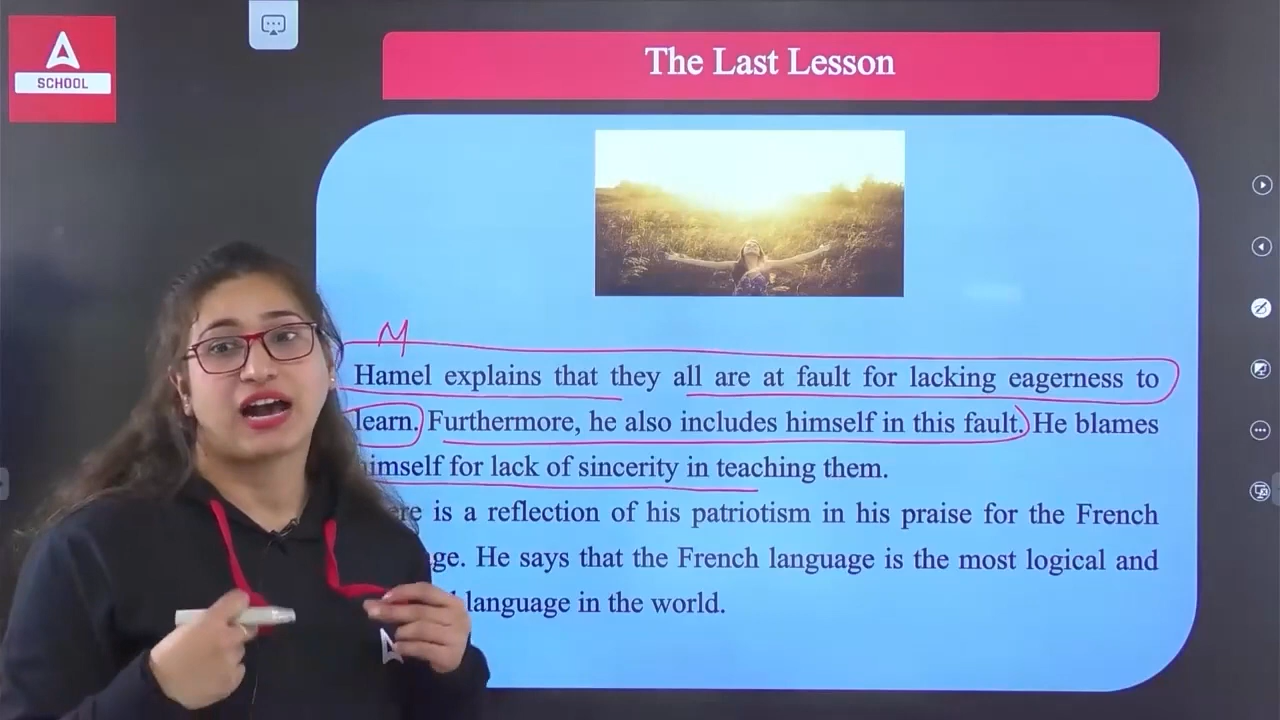 SCHOOL
The Last Lesson
M
Hamel explains that they all are at fault for lacking eagerness to
learn. Furthermore, he also includes himself in this fault. He blames
imself for lack of sincerity in teaching them.
ere is a reflection of his patriotism in his praise for the French
ge. He says that the French language is the most logical and
language in the world.